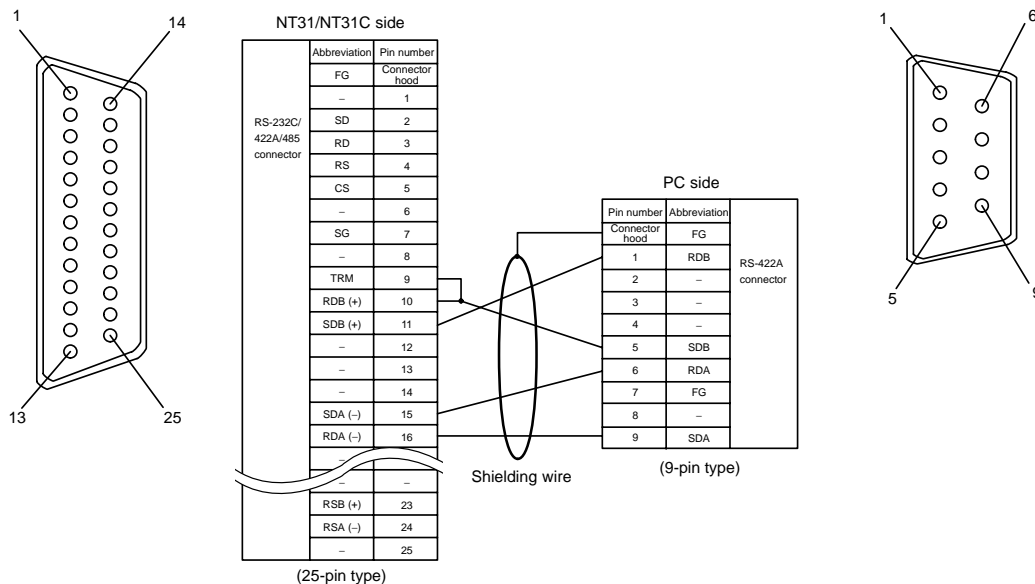 1
14
13
25
NT31/NT31C side
Abbreviation Pin number
FG Connector hood
– 1
SD 2
RD 3
RS 4
CS 5
– 6
SG 7
– 8
TRM 9
RDB (+) 10
SDB (+) 11
– 12
– 13
– 14
SDA (–) 15
RDA (–) 16
–
– –
RSB (+) 23
RSA (–) 24
– 25
RS-232C/
422A/485
connector
(25-pin type)
Shielding wire
PC side
Pin number Abbreviation
Connector hood FG
1 RDB
2 –
3 –
4 –
5 SDB
6 RDA
7 FG
8 –
9 SDA
RS-422A
connector
(9-pin type)
1
6
5
9